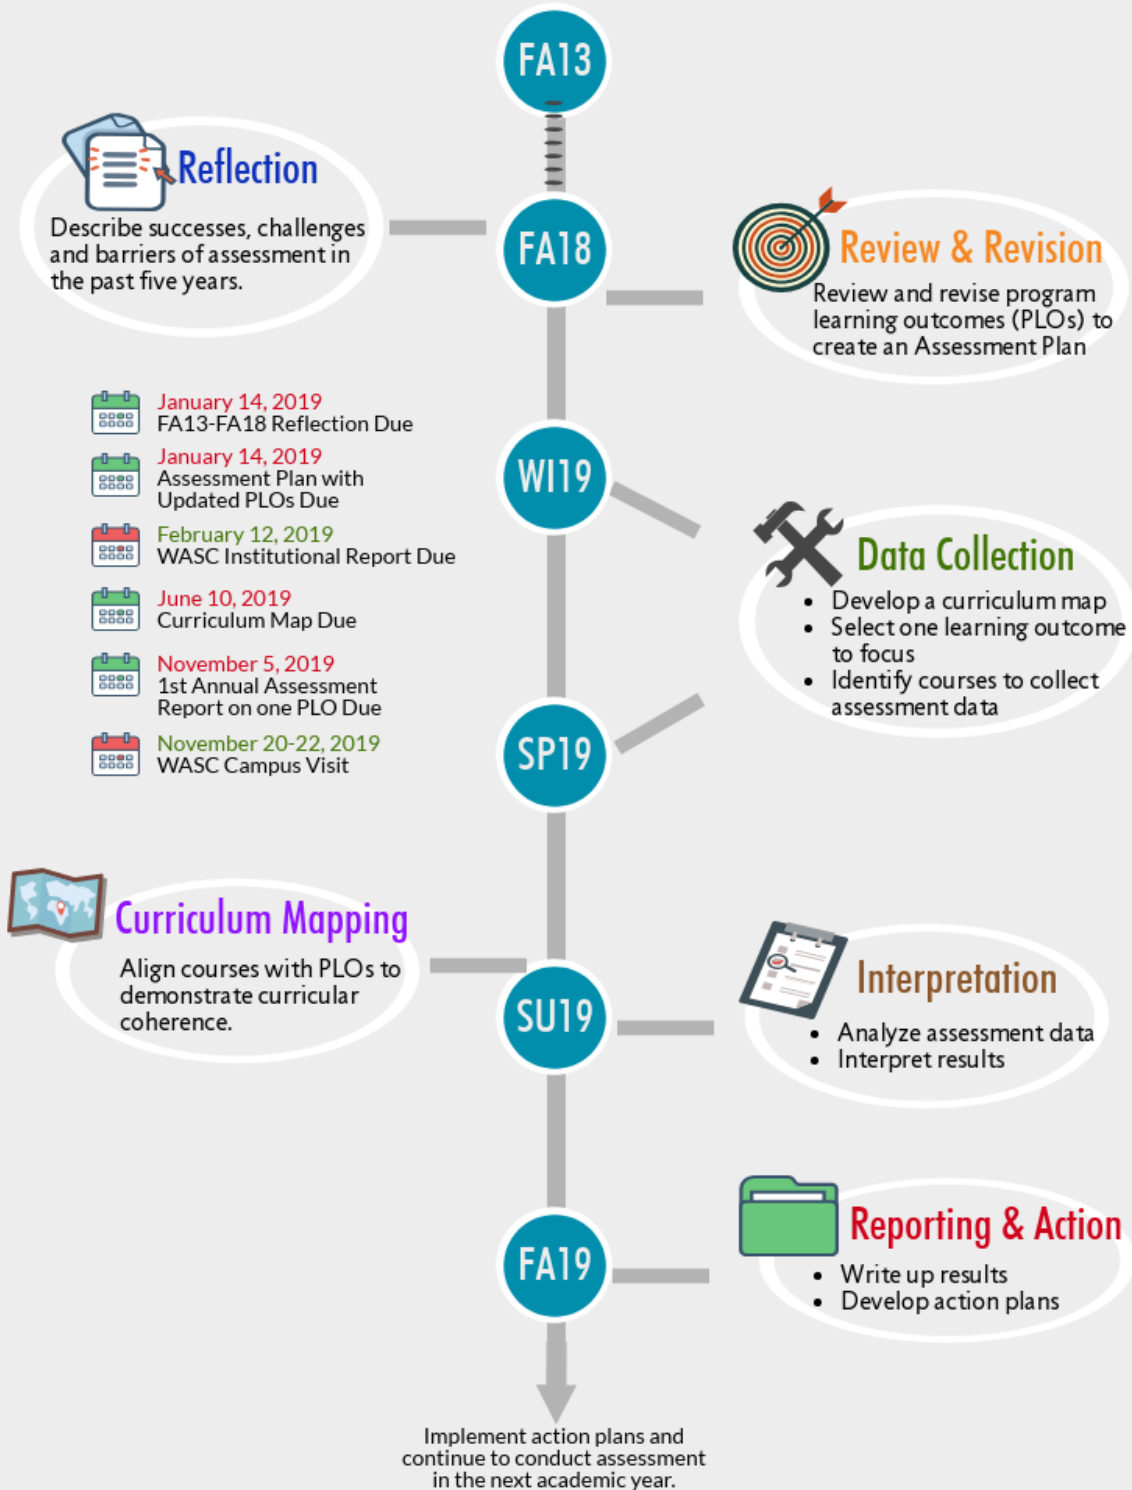 FA13
Reflection
Describe successes, challenges
and barriers of assessment in
the past five years.
FA18
Review & Revision
Review and revise program
learning outcomes (PLOs) to
create an Assessment Plan
January 14, 2019
FA13-FA18 Reflection Due
January 14, 2019
Assessment Plan with
Updated PLOs Due
February 12, 2019
WASC Institutional Report Due
June 10, 2019
Curriculum Map Due
November 5, 2019
1st Annual Assessment
Report on one PLO Due
November 20-22, 2019
WASC Campus Visit
WI19
Data Collection
• Develop a curriculum map
• Select one learning outcome
to focus
• Identify courses to collect
assessment data
SP19
Curriculum Mapping
Align courses with PLOs to
demonstrate curricular
coherence.
SU19
Interpretation
• Analyze assessment data
• Interpret results
FA19
Reporting & Action
• Write up results
• Develop action plans
Implement action plans and
continue to conduct assessment
in the next academic year.